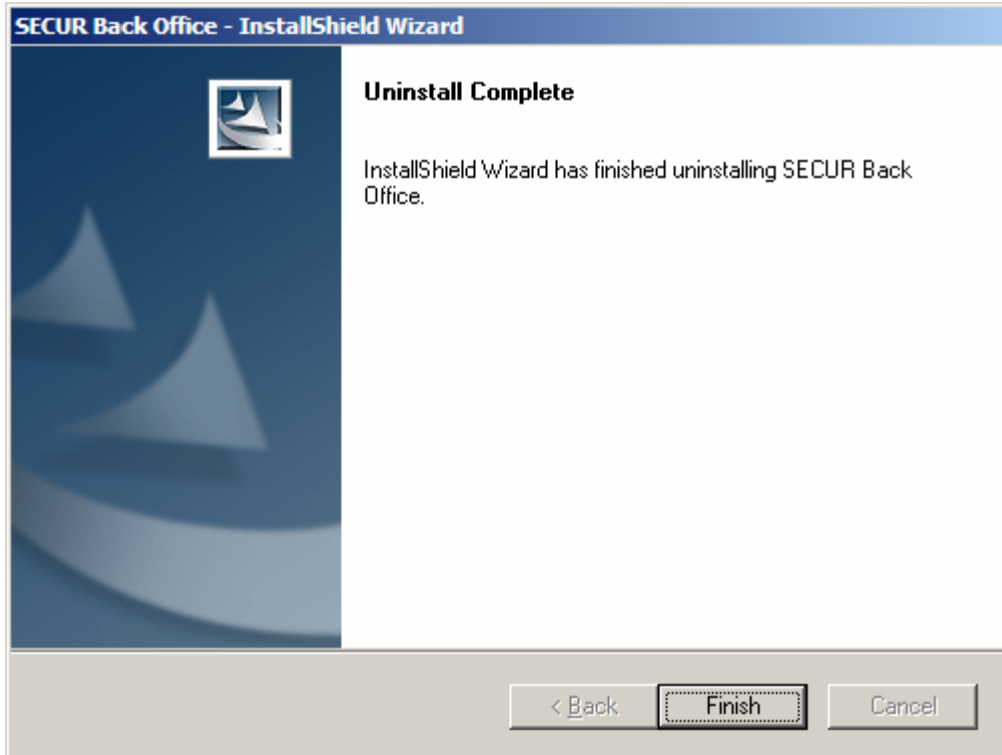 SECUR Back Office - InstallShield Wizard
Uninstall Complete
InstallShield Wizard has finished uninstalling SECUR Back
Office.
< Back
Finish
Cancel